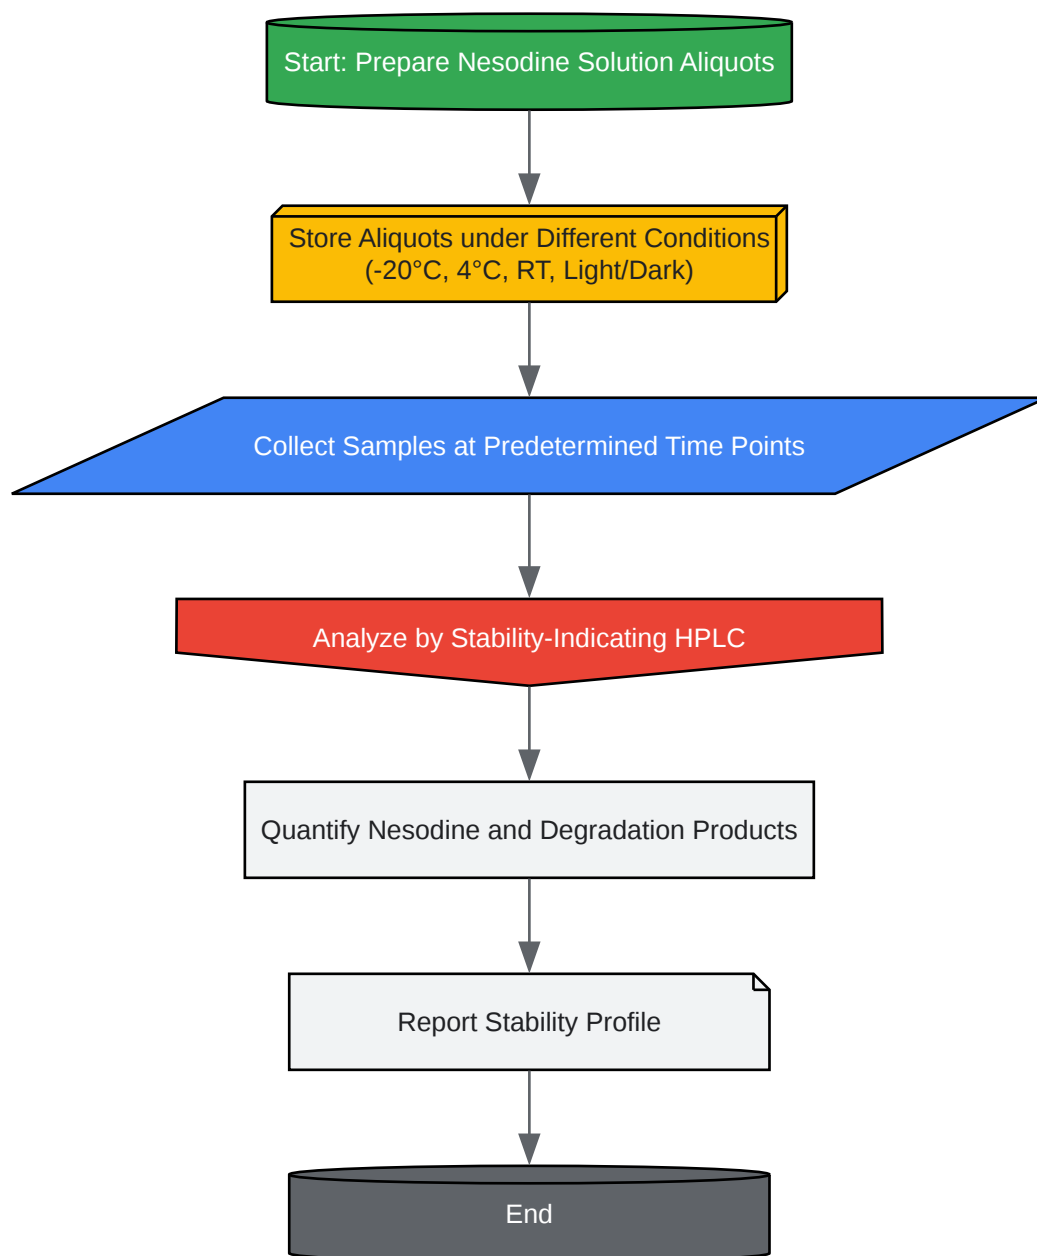 Start: Prepare Nesodine Solution Aliquots
Store Aliquots under Different Conditions
(-20°C, 4°C, RT, Light/Dark)
Collect Samples at Predetermined Time Points
Analyze by Stability-Indicating HPLC
Quantify Nesodine and Degradation Products
Report Stability Profile
End